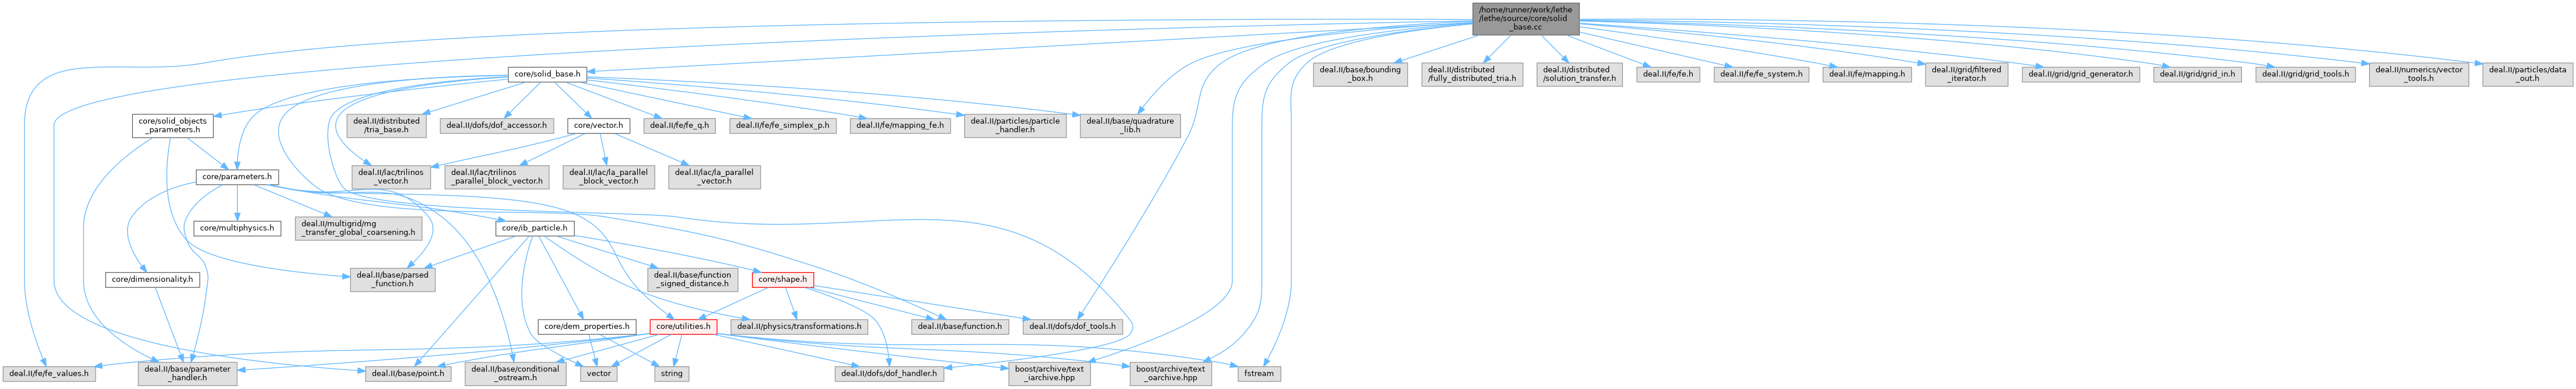 /home/runner/work/lethe
/lethe/source/core/solid
_base.cc
core/solid_base.h
deal.II/base/bounding
_box.h
deal.II/distributed
/fully_distributed_tria.h
deal.II/distributed
/solution_transfer.h
deal.II/fe/fe.h
deal.II/fe/fe_system.h
deal.II/fe/mapping.h
deal.II/grid/filtered
_iterator.h
deal.II/grid/grid_generator.h
deal.II/grid/grid_in.h
deal.II/grid/grid_tools.h
deal.II/numerics/vector
_tools.h
deal.II/particles/data
_out.h
core/solid_objects
_parameters.h
deal.II/distributed
/tria_base.h
deal.II/dofs/dof_accessor.h
core/vector.h
deal.II/fe/fe_q.h
deal.II/fe/fe_simplex_p.h
deal.II/fe/mapping_fe.h
deal.II/particles/particle
_handler.h
deal.II/base/quadrature
_lib.h
core/parameters.h
deal.II/lac/trilinos
_vector.h
deal.II/lac/trilinos
_parallel_block_vector.h
deal.II/lac/la_parallel
_block_vector.h
deal.II/lac/la_parallel
_vector.h
core/multiphysics.h
deal.II/multigrid/mg
_transfer_global_coarsening.h
core/ib_particle.h
core/dimensionality.h
deal.II/base/parsed
_function.h
deal.II/base/function
_signed_distance.h
core/shape.h
core/dem_properties.h
core/utilities.h
deal.II/physics/transformations.h
deal.II/base/function.h
deal.II/dofs/dof_tools.h
deal.II/fe/fe_values.h
deal.II/base/parameter
_handler.h
deal.II/base/point.h
deal.II/base/conditional
_ostream.h
vector
string
deal.II/dofs/dof_handler.h
boost/archive/text
_iarchive.hpp
boost/archive/text
_oarchive.hpp
fstream